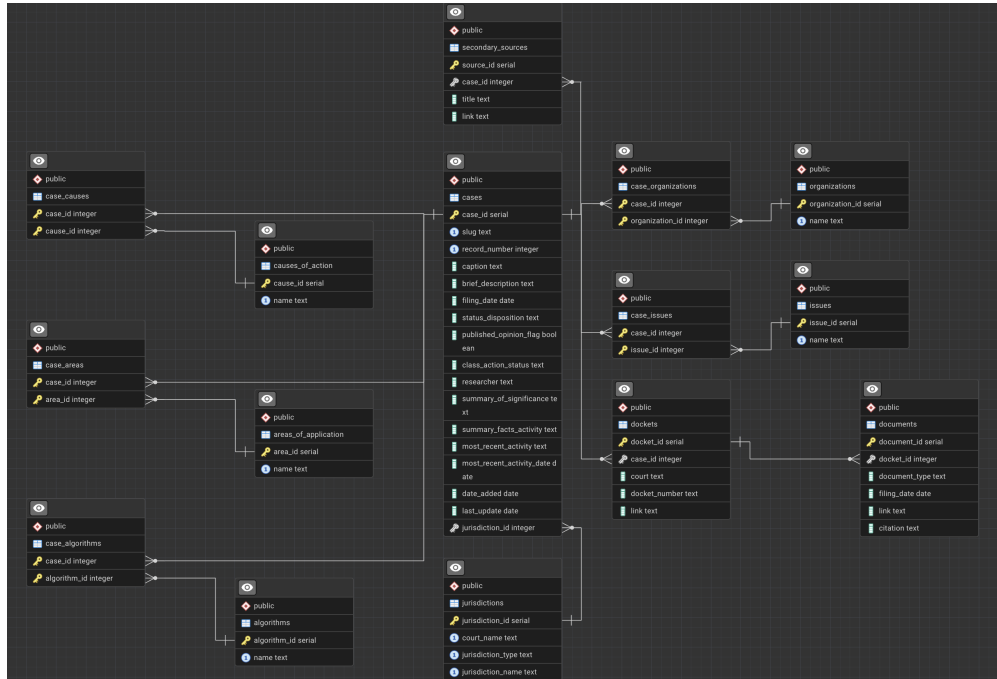 public
secondary_sources
source_id serial
case_id integer
title text
link text
public
case_causes
case_id integer
cause_id integer
public
causes_of_action
cause_id serial
name text
public
case_areas
case_id integer
area_id integer
public
areas_of_application
area_id serial
name text
public
case_algorithms
case_id integer
algorithm_id integer
public
algorithms
algorithm_id serial
name text
public
cases
case_id serial
slug text
record_number integer
caption text
brief_description text
filing_date date
status_disposition text
published_opinion_flag bool
ean
class_action_status text
researcher text
summary_of_significance te
xt
summary_facts_activity text
most_recent_activity text
most_recent_activity_date d
ate
date_added date
last_update date
jurisdiction_id integer
public
jurisdictions
jurisdiction_id serial
court_name text
jurisdiction_type text
jurisdiction_name text
public
case_organizations
case_id integer
organization_id integer
public
organizations
organization_id serial
name text
public
case_issues
case_id integer
issue_id integer
public
issues
issue_id serial
name text
public
dockets
docket_id serial
case_id integer
court text
docket_number text
link text
public
documents
document_id serial
docket_id integer
document_type text
filing_date date
link text
citation text